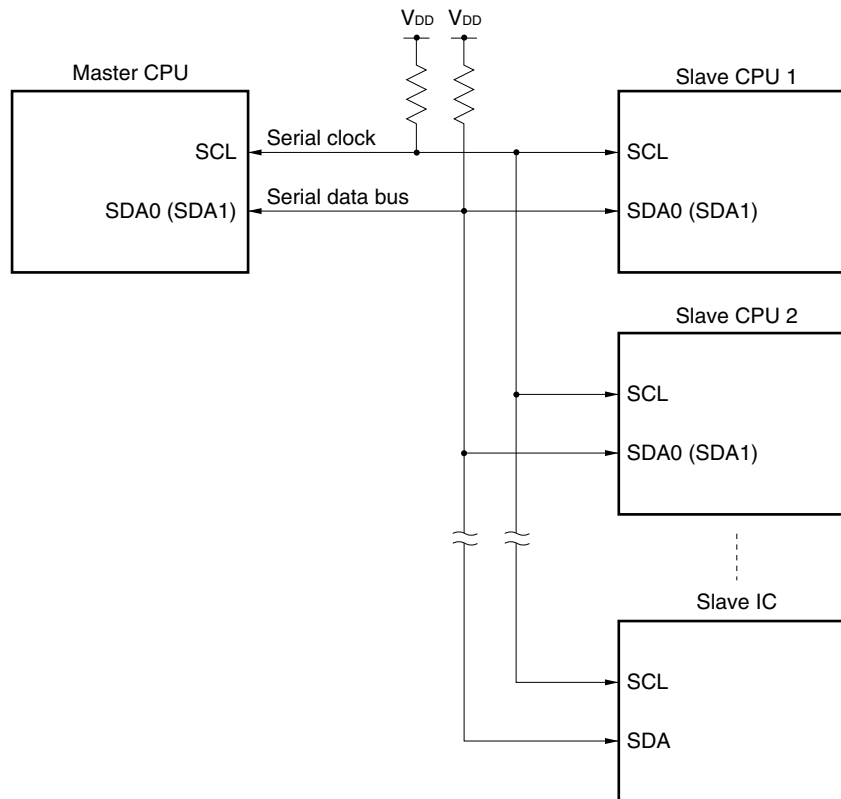 VDD VDD
Master CPU
Slave CPU 1
SCL
Serial clock
SCL
SDA0 (SDA1)
Serial data bus
SDA0 (SDA1)
Slave CPU 2
SCL
SDA0 (SDA1)
Slave IC
SCL
SDA